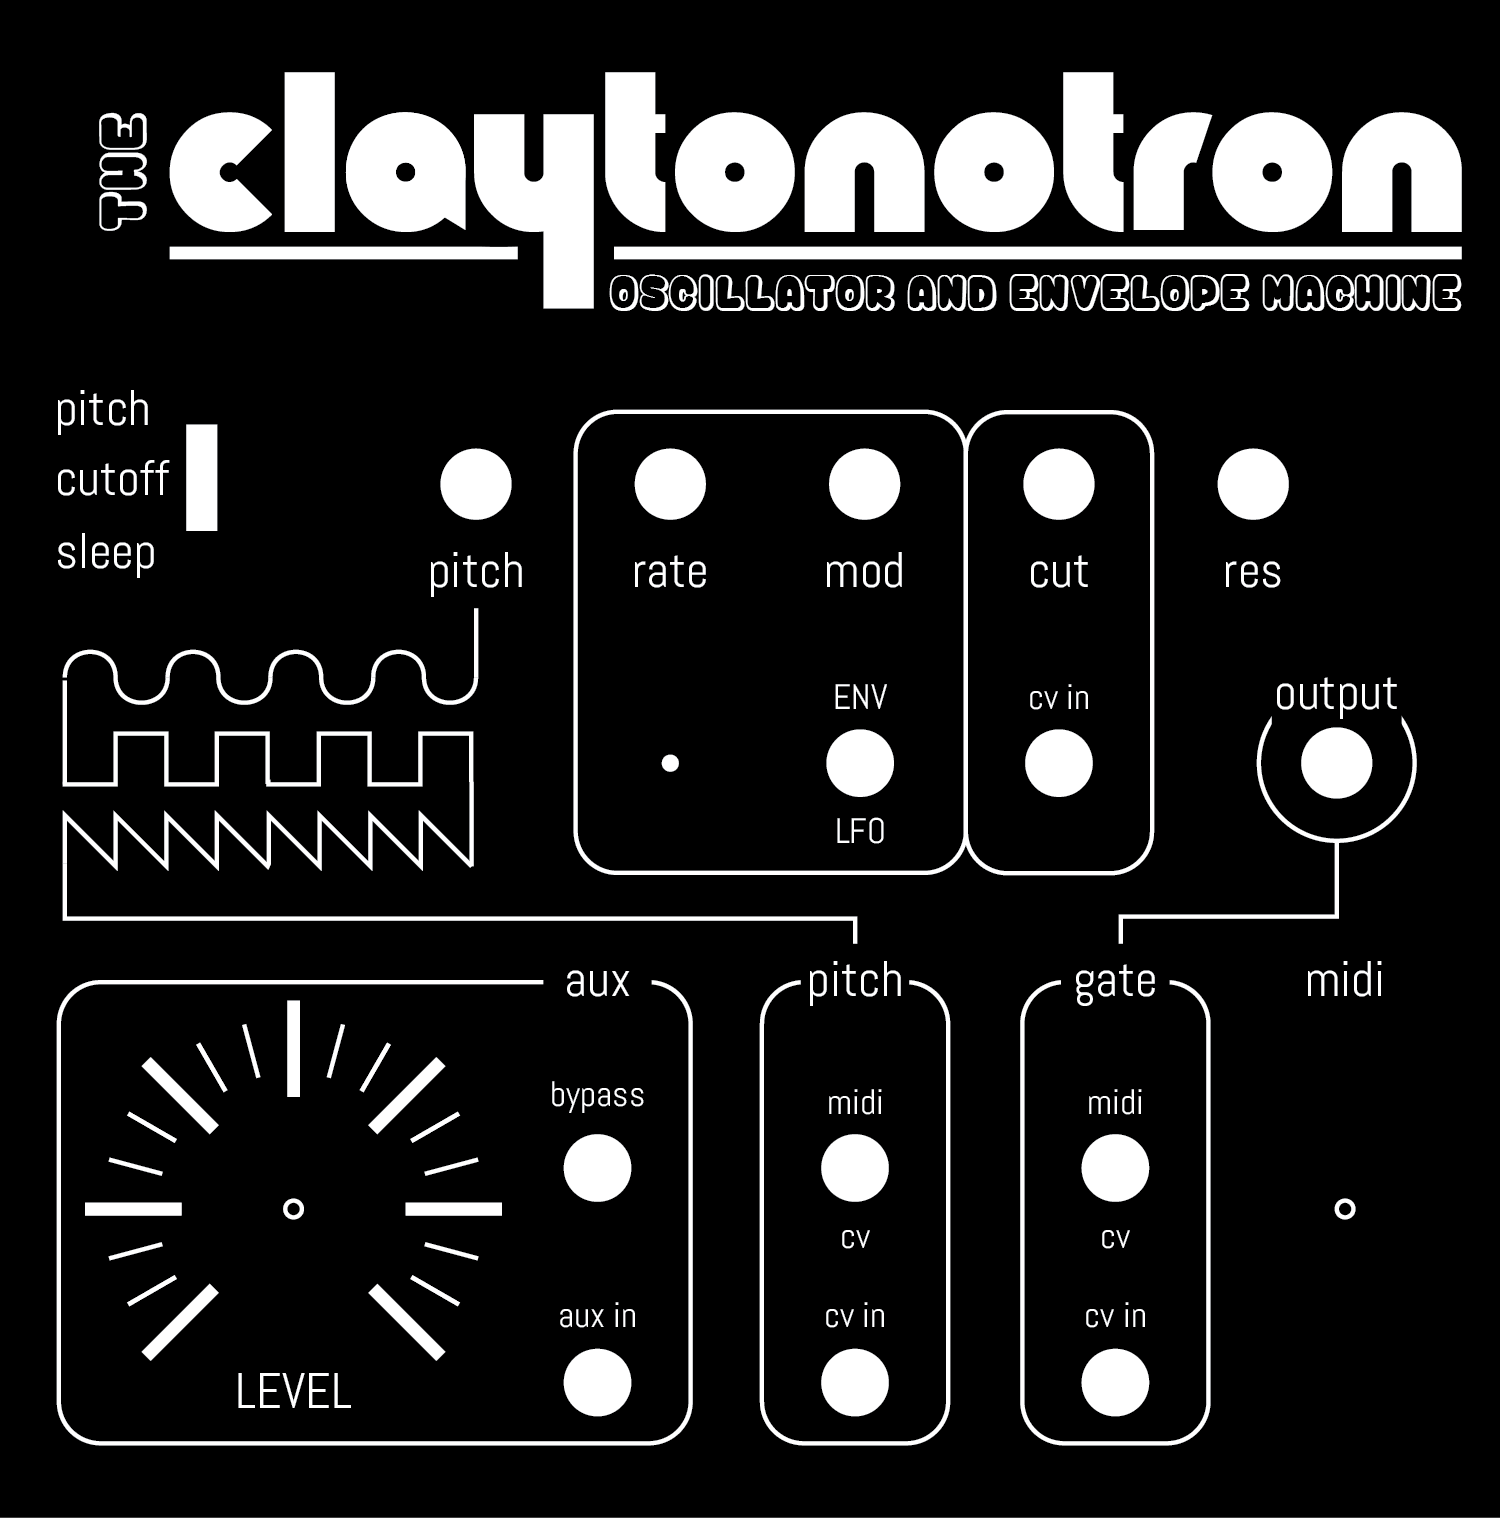 THE
claytonotron
OSCILLATOR AND ENVELOPE MACHINE
pitch
cutoff
sleep
pitch
rate
mod
cut
res
ENV
cv in
output
LFO
aux
pitch
gate
midi
bypass
midi
midi
cv
cv
aux in
cv in
cv in
LEVEL